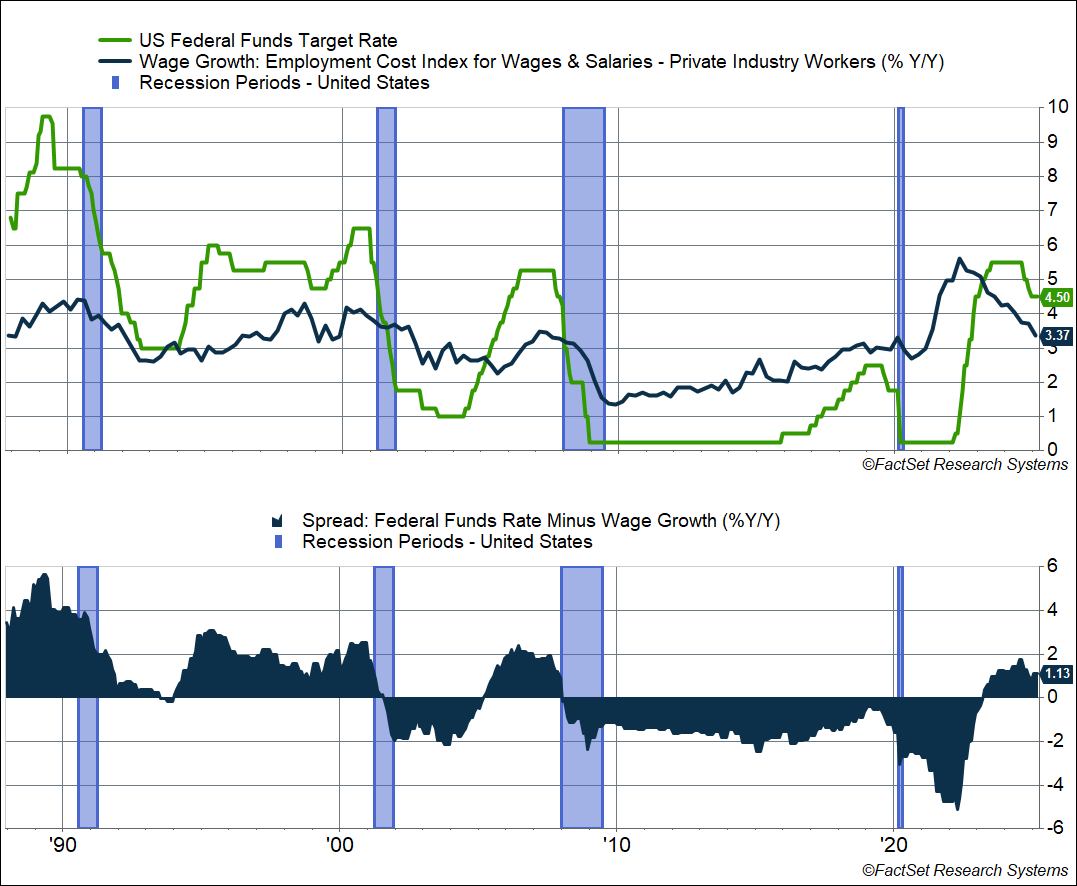 US Federal Funds Target Rate
Wage Growth: Employment Cost Index for Wages & Salaries - Private Industry Workers (% Y/Y)
Recession Periods - United States
10
9
8
7
6
5
4.50
4
3.37
3
2
1
0
©FactSet Research Systems
Spread: Federal Funds Rate Minus Wage Growth (%Y/Y)
Recession Periods - United States
6
4
2
1.13
0
-2
-4
-6
'90 '00 '10 '20
©FactSet Research Systems